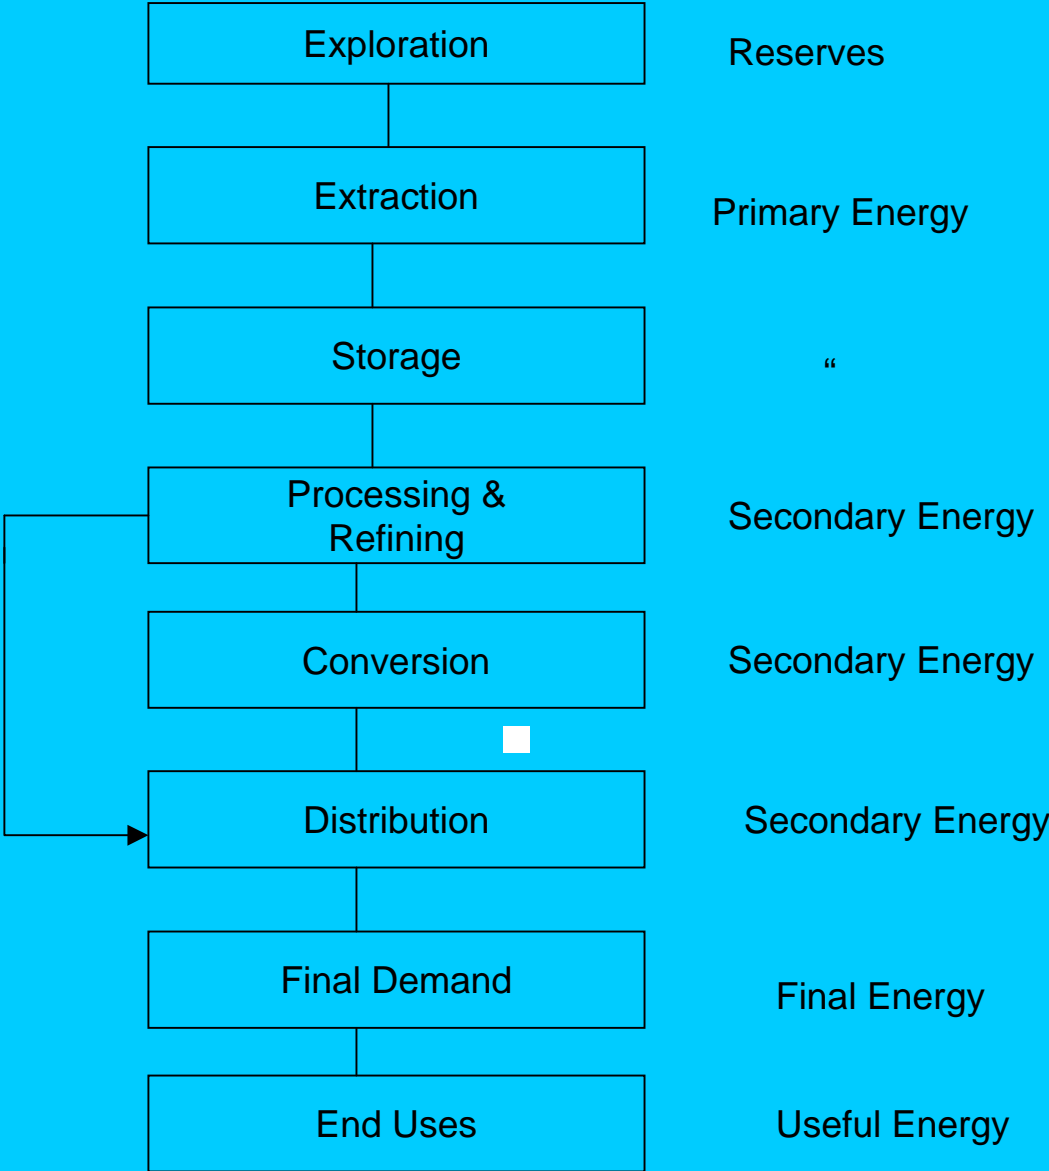 Exploration
Reserves
Extraction
Primary Energy
Storage
“
Processing &
Refining
Secondary Energy
Conversion
Secondary Energy
Distribution
Secondary Energy
Final Demand
Final Energy
End Uses
Useful Energy